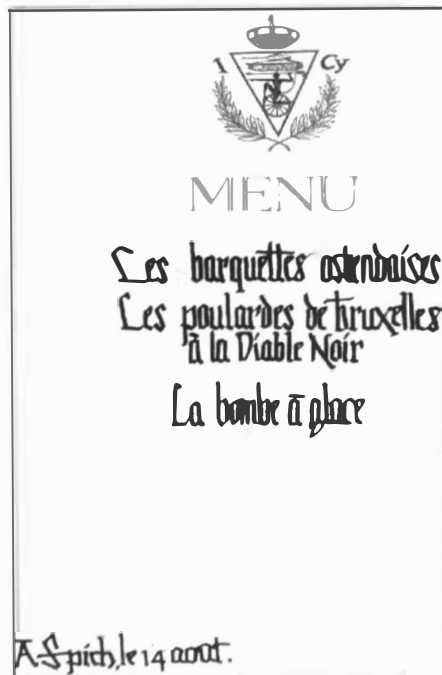 1 Cy
MENU
Les barquettes ostendaises
Les poulardes de bruxelles
à la Diable Noir
La bombe à glace
A Spich, le 14 aout.